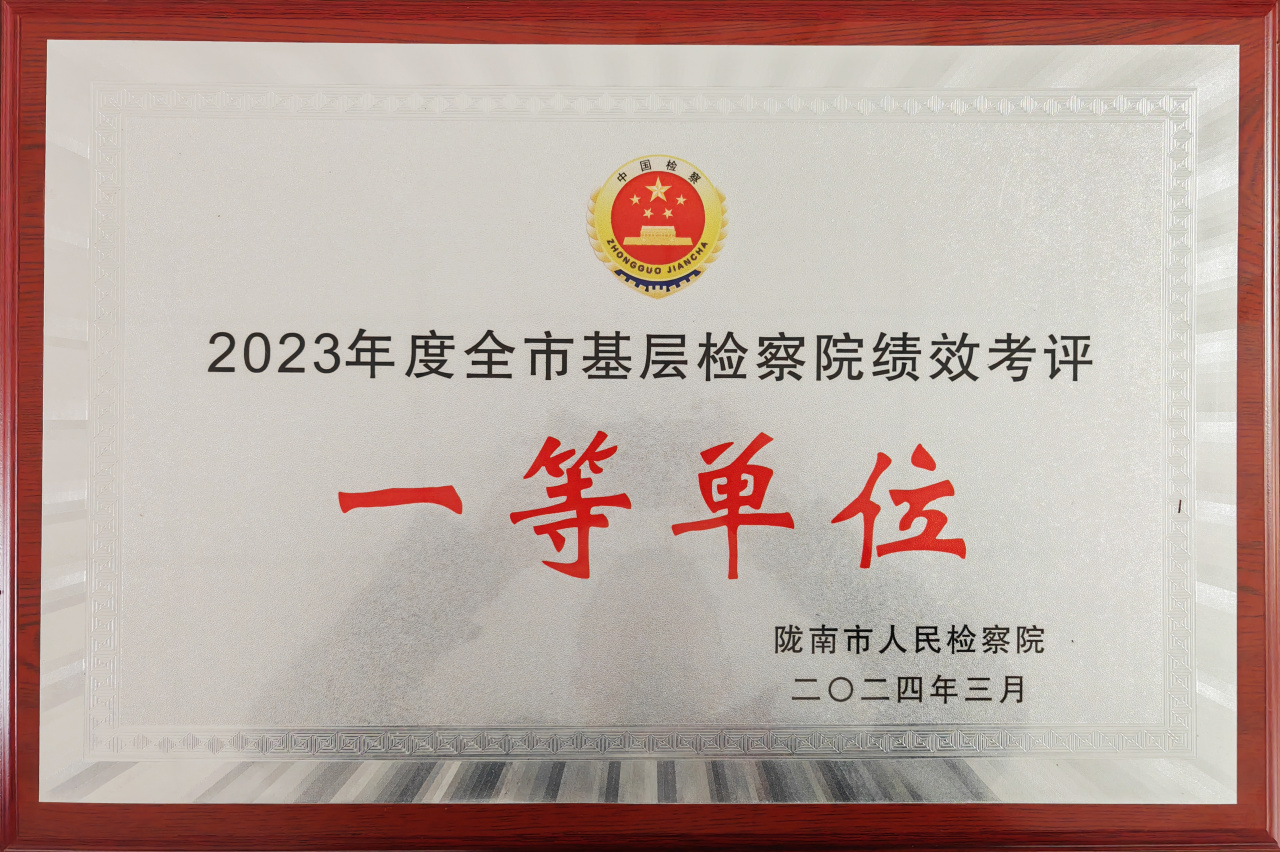 中国检察
ZHONGGUO JIANCHA
2023年度全市基层检察院绩效考评
一等单位
陇南市人民检察院
二〇二四年三月